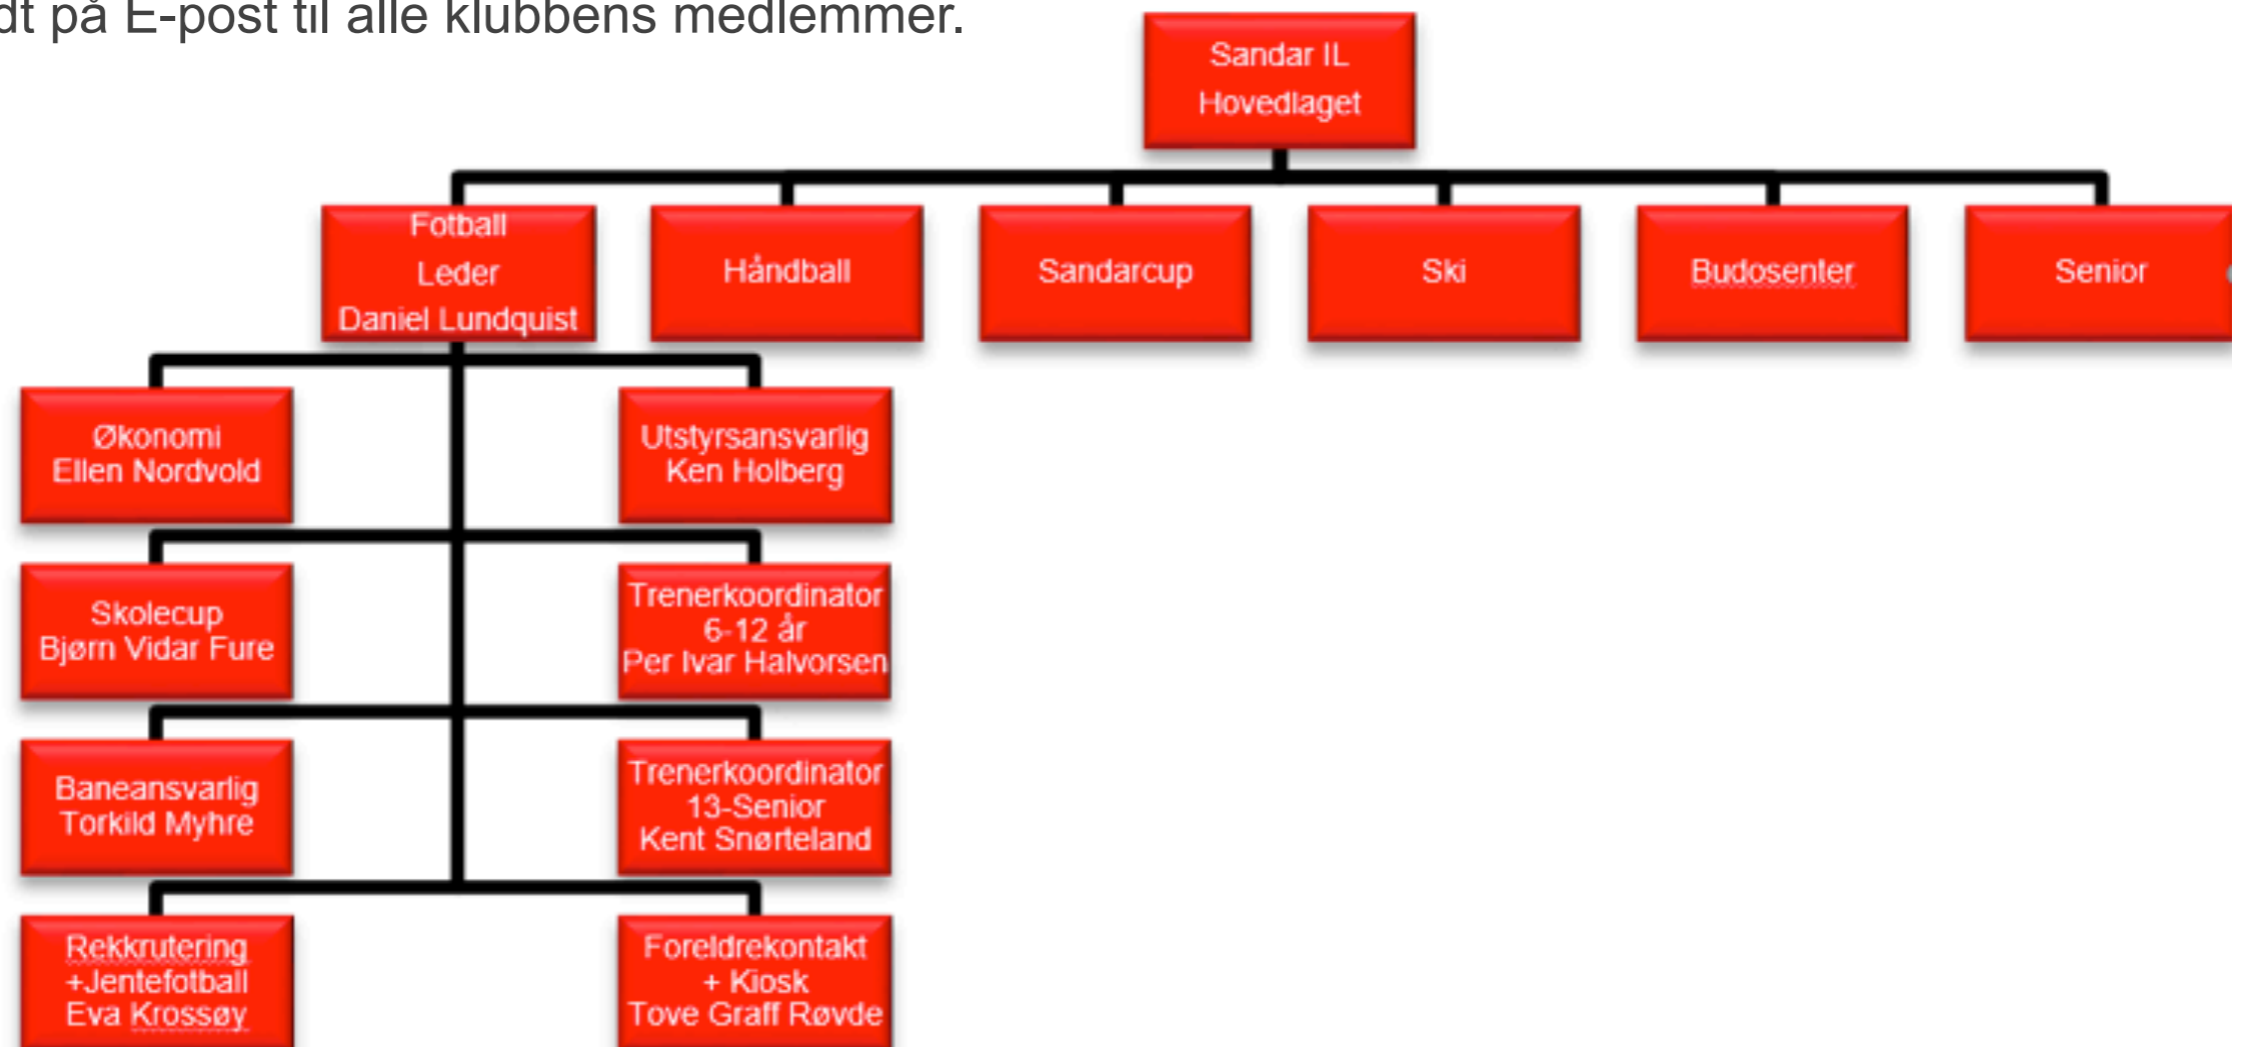 på E-post til alle klubbens medlemmer.
Sandar IL
Hovedlaget
Fotball
Leder
Daniel Lundquist
Håndball
Sandarcup
Ski
Budosenter
Senior
Økonomi
Ellen Nordvold
Utstyrsansvarlig
Ken Holberg
Skolecup
Bjørn Vidar Fure
Trenerkoordinator
6-12 år
Per Ivar Halvorsen
Baneansvarlig
Torkild Myhre
Trenerkoordinator
13-Senior
Kent Snørteland
Rekkrutering
+Jentefotball
Eva Krossøy
Foreldrekontakt
+ Kiosk
Tove Graff Røvde